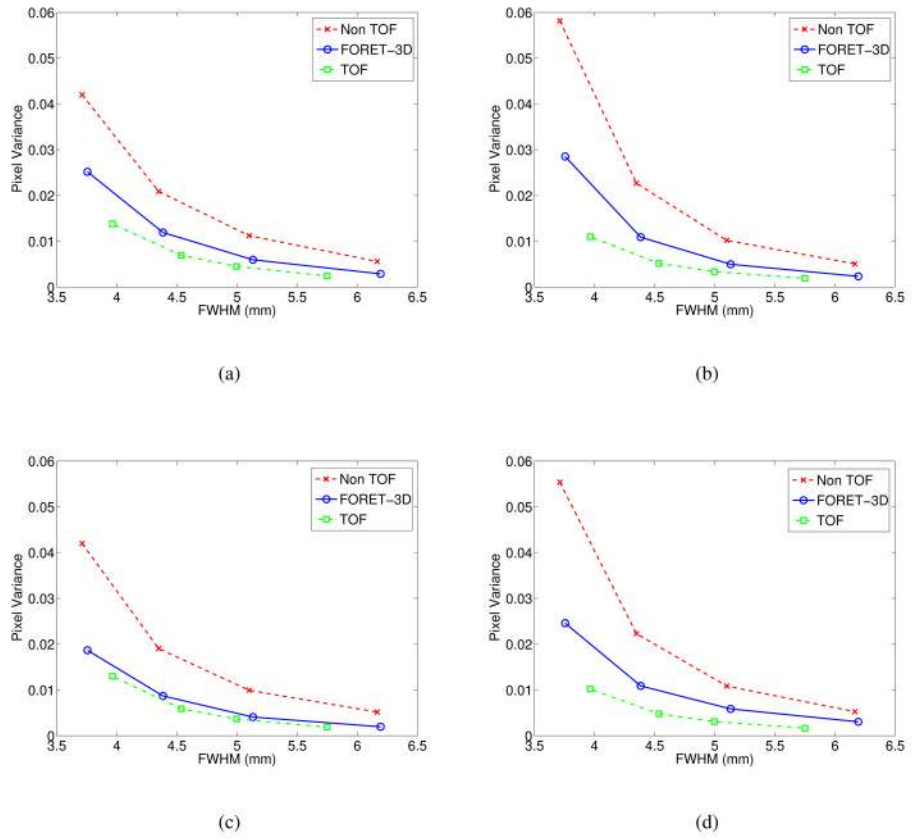 0.06
0.05
0.04
0.03
0.02
0.01
0
Pixel Variance
3.5 4 4.5 5 5.5 6 6.5
FWHM (mm)
Non TOF
FORET-3D
TOF
(a)
0.06
0.05
0.04
0.03
0.02
0.01
0
Pixel Variance
3.5 4 4.5 5 5.5 6 6.5
FWHM (mm)
Non TOF
FORET-3D
TOF
(b)
0.06
0.05
0.04
0.03
0.02
0.01
0
Pixel Variance
3.5 4 4.5 5 5.5 6 6.5
FWHM (mm)
Non TOF
FORET-3D
TOF
(c)
0.06
0.05
0.04
0.03
0.02
0.01
0
Pixel Variance
3.5 4 4.5 5 5.5 6 6.5
FWHM (mm)
Non TOF
FORET-3D
TOF
(d)